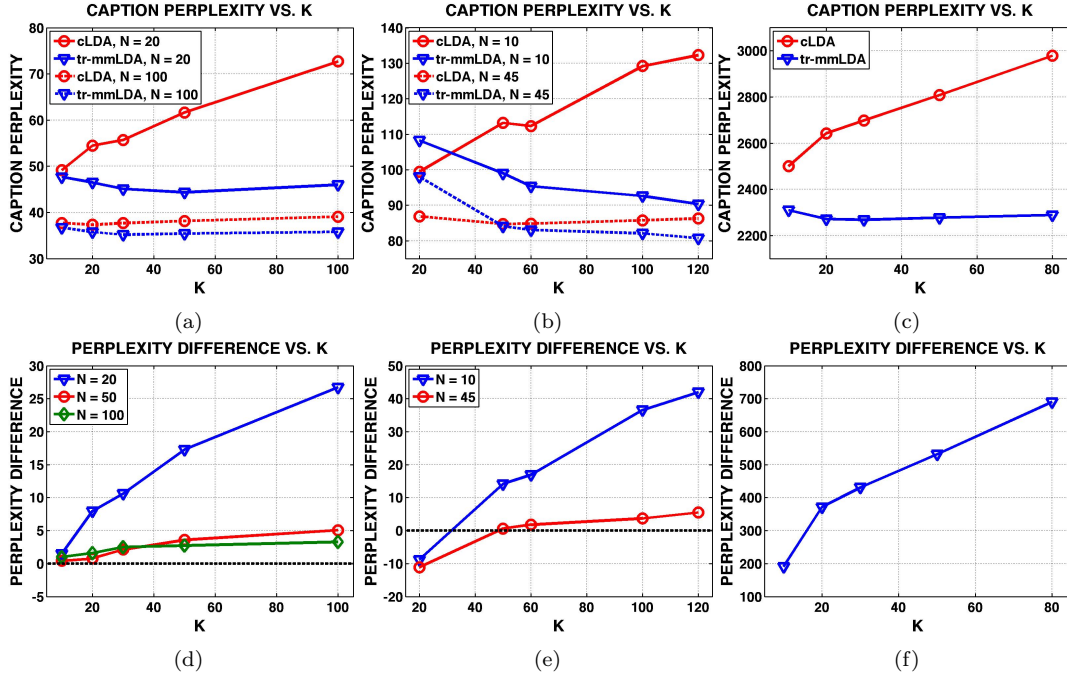 CAPTION PERPLEXITY VS. K
CAPTION PERPLEXITY
80
70
60
50
40
30
20
40
60
80
100
K
cLDA, N = 20
tr-mmLDA, N = 20
cLDA, N = 100
tr-mmLDA, N = 100
(a)
CAPTION PERPLEXITY VS. K
CAPTION PERPLEXITY
140
130
120
110
100
90
80
20
40
60
80
100
120
K
cLDA, N = 10
tr-mmLDA, N = 10
cLDA, N = 45
tr-mmLDA, N = 45
(b)
CAPTION PERPLEXITY VS. K
CAPTION PERPLEXITY
3000
2800
2600
2400
2200
20
40
60
80
K
cLDA
tr-mmLDA
(c)
PERPLEXITY DIFFERENCE VS. K
PERPLEXITY DIFFERENCE
30
25
20
15
10
5
0
-5
20
40
60
80
100
K
N = 20
N = 50
N = 100
(d)
PERPLEXITY DIFFERENCE VS. K
PERPLEXITY DIFFERENCE
50
40
30
20
10
0
-10
-20
20
40
60
80
100
120
K
N = 10
N = 45
(e)
PERPLEXITY DIFFERENCE VS. K
PERPLEXITY DIFFERENCE
800
700
600
500
400
300
200
100
20
40
60
80
K
(f)